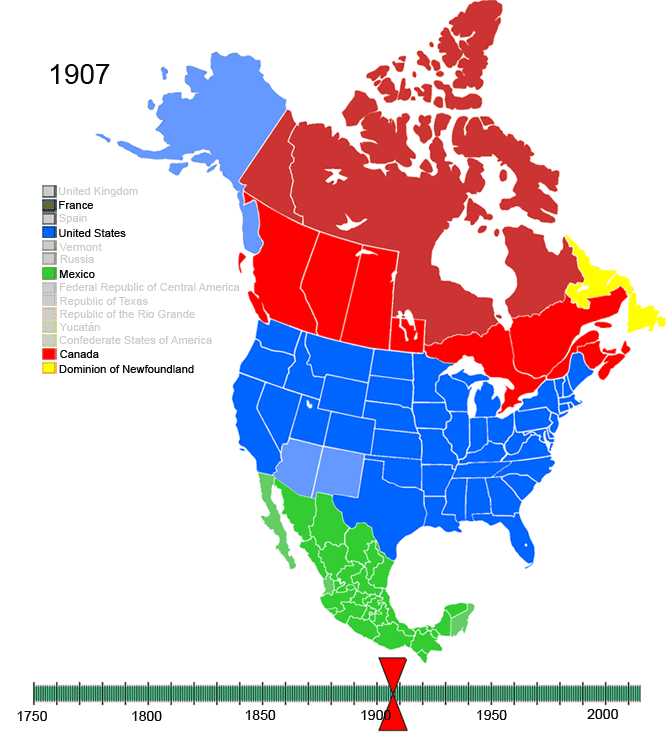 1907
United Kingdom
France
Spain
United States
Vermont
Russia
Mexico
Federal Republic of Central America
Republic of Texas
Republic of the Rio Grande
Yucatán
Confederate States of America
Canada
Dominion of Newfoundland
1750 1800 1850 1900 1950 2000